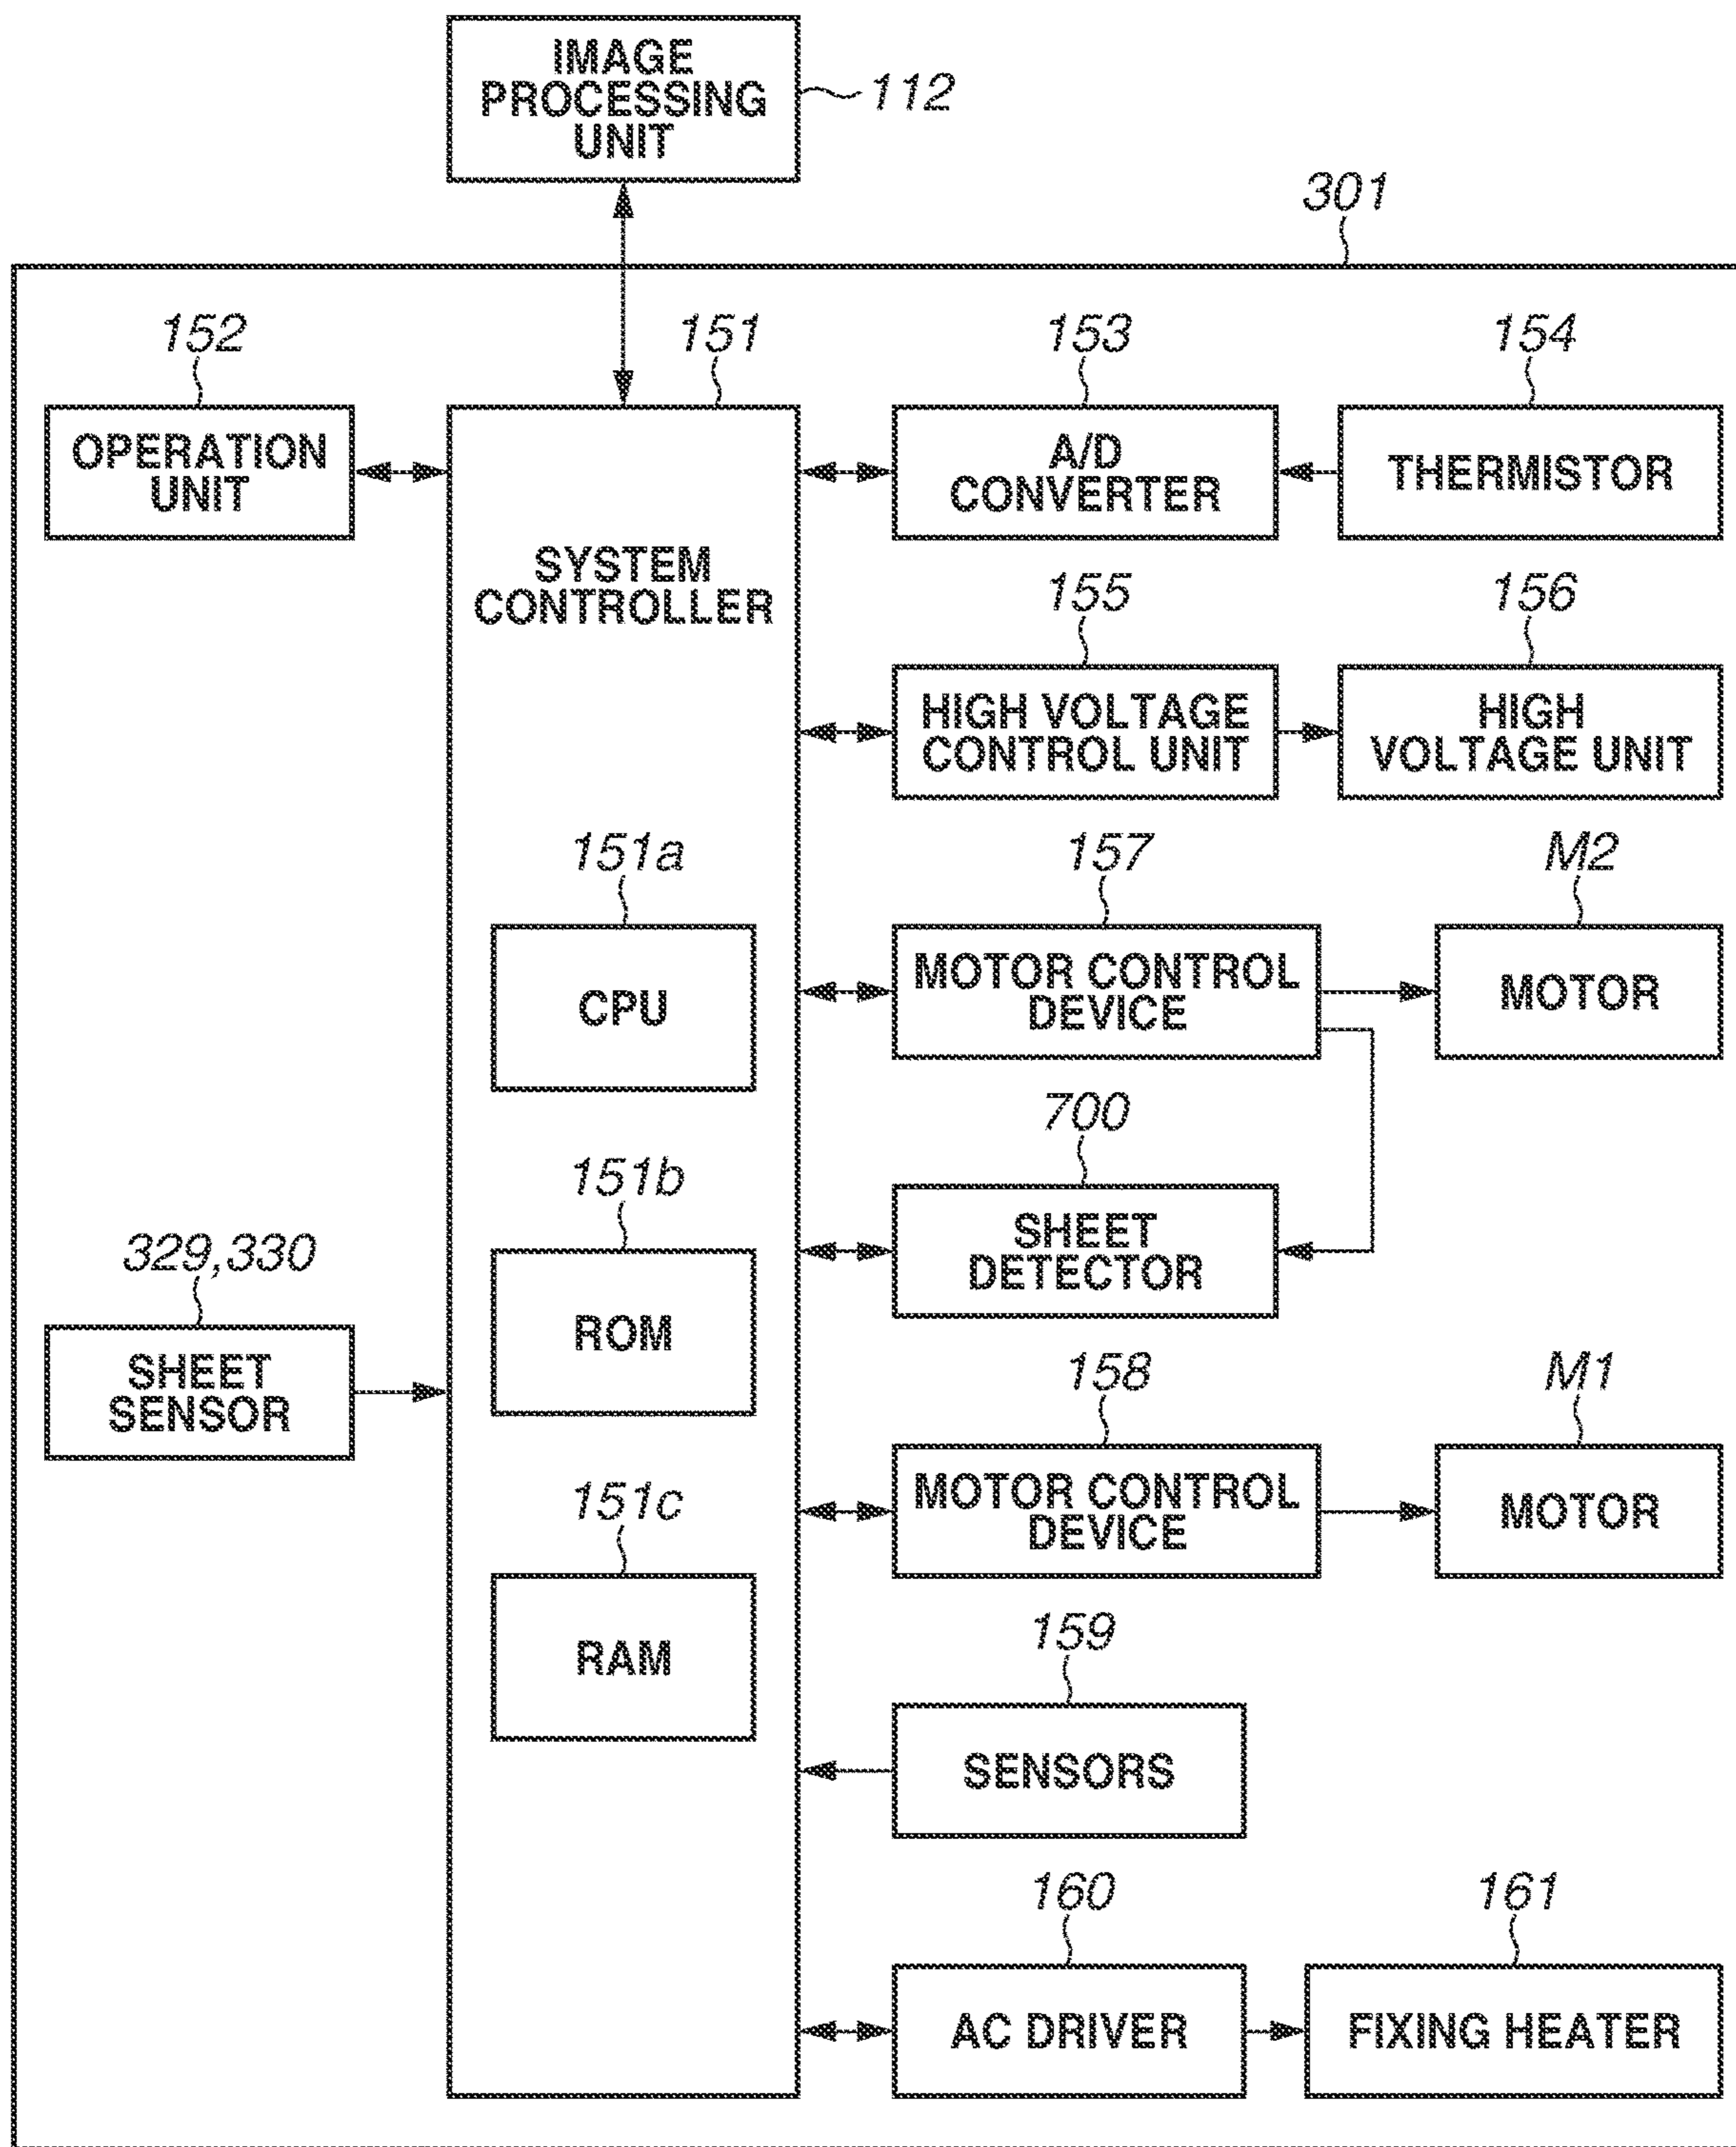 IMAGE
PROCESSING
UNIT
112
301
152
151
153
154
OPERATION
UNIT
A/D
CONVERTER
THERMISTOR
SYSTEM
CONTROLLER
155
156
HIGH VOLTAGE
CONTROL UNIT
HIGH
VOLTAGE UNIT
151a
157
M2
CPU
MOTOR CONTROL
DEVICE
MOTOR
700
151b
SHEET
DETECTOR
329,330
ROM
SHEET
SENSOR
158
M1
151c
MOTOR CONTROL
DEVICE
MOTOR
RAM
159
SENSORS
160
161
AC DRIVER
FIXING HEATER